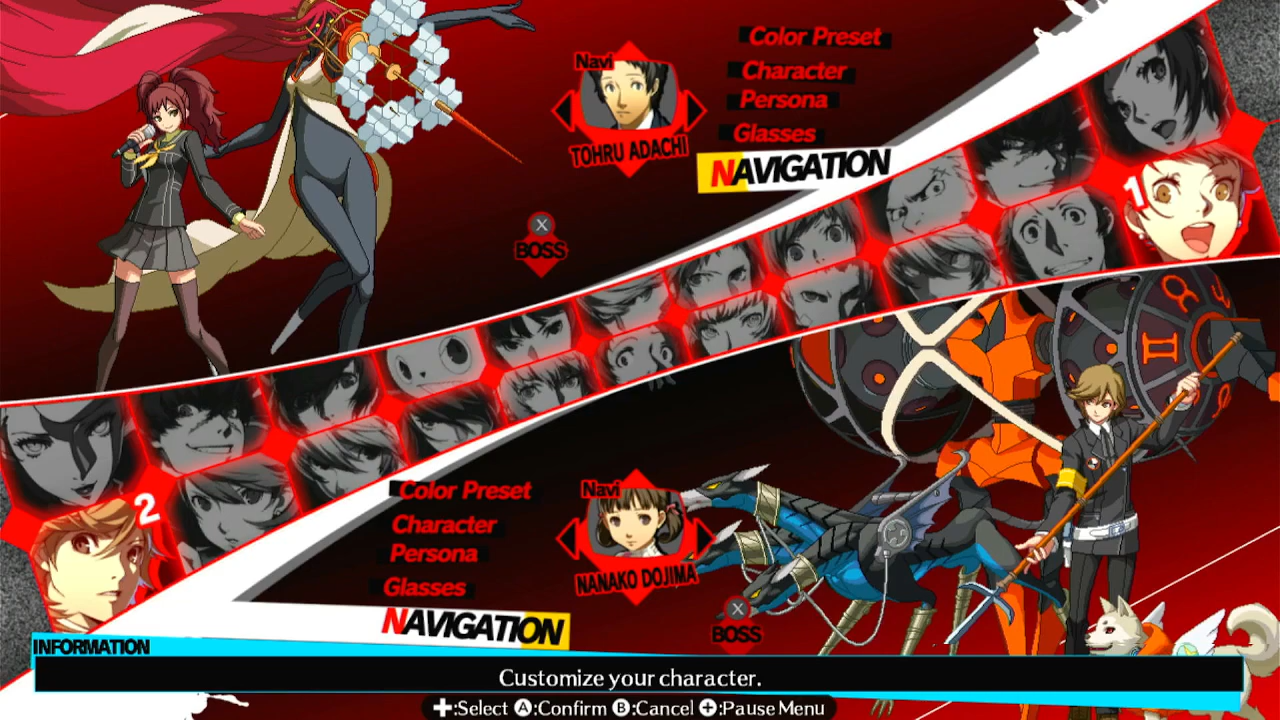 Color Preset
Navi
Character
Persona
Glasses
TOHRU ADACHI
NAVIGATION
1
X
BOSS
2
Color Preset
Navi
Character
Persona
Glasses
NANAKO DOJIMA
NAVIGATION
X
BOSS
INFORMATION
Customize your character.
:Select A:Confirm B:Cancel +:Pause Menu